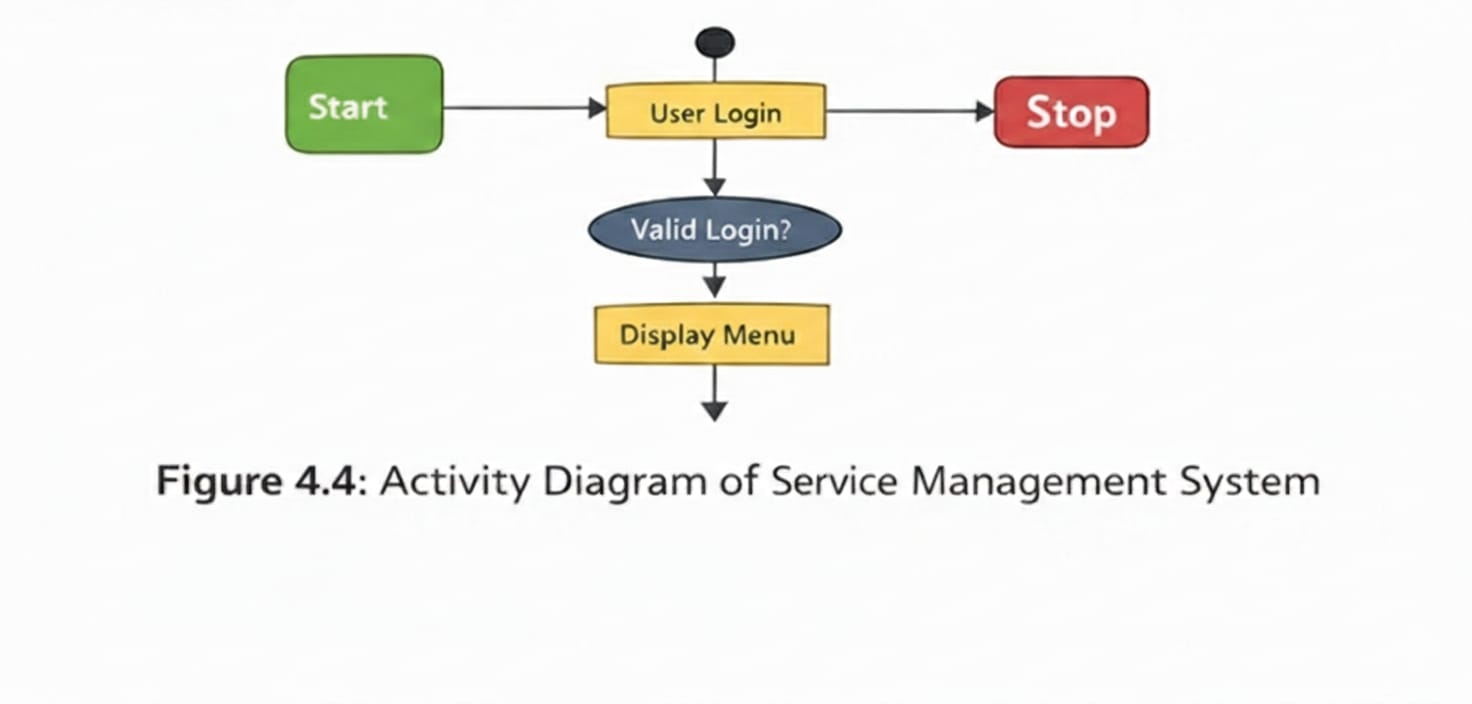 Start
User Login
Stop
Valid Login?
Display Menu
Figure 4.4: Activity Diagram of Service Management System